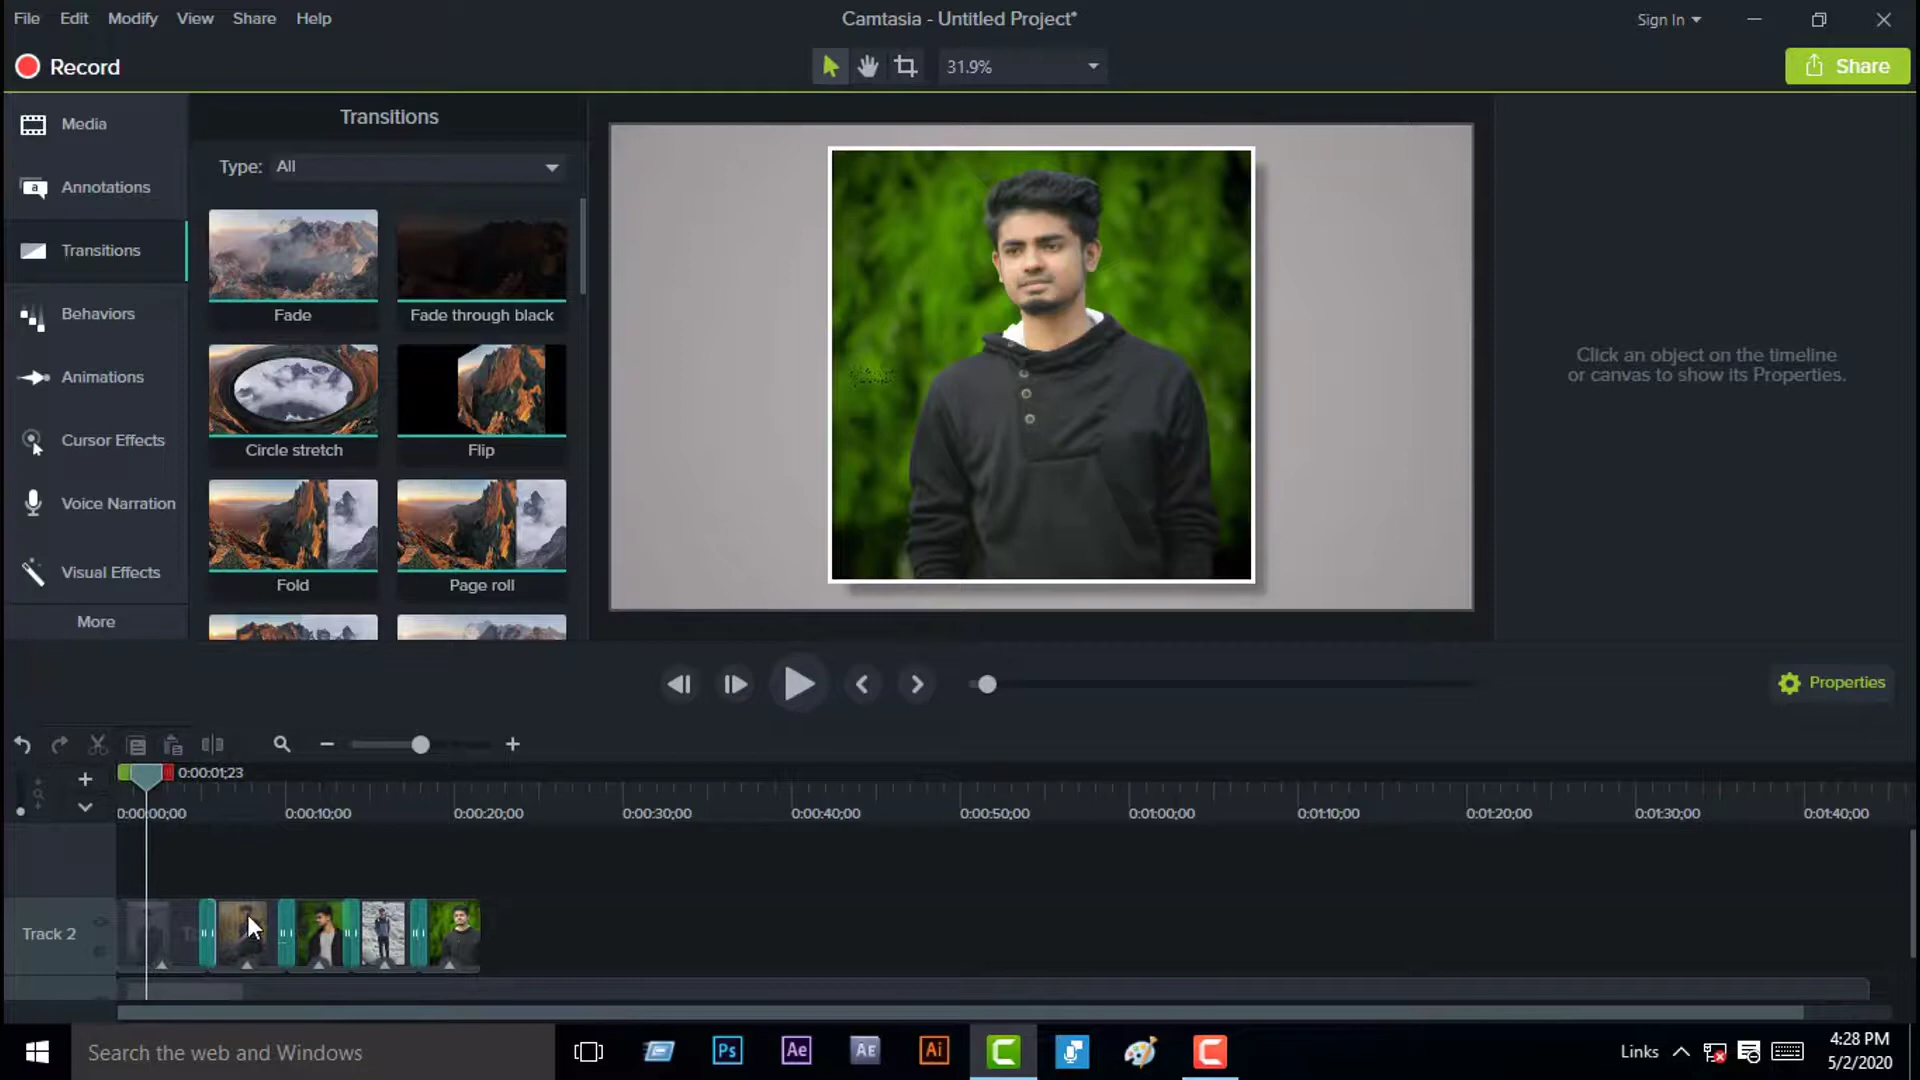 File Edit Modify View Share Help
Camtasia - Untitled Project*
Sign In
Record
31.9%
Share
Media
Annotations
Transitions
Behaviors
Animations
Cursor Effects
Voice Narration
Visual Effects
More
Transitions
Type: All
Fade
Fade through black
Circle stretch
Flip
Fold
Page roll
Click an object on the timeline
or canvas to show its Properties.
Properties
0:00:01;23
0:00:00;00 0:00:10;00 0:00:20;00 0:00:30;00 0:00:40;00 0:00:50;00 0:01:00;00 0:01:10;00 0:01:20;00 0:01:30;00 0:01:40;00
Track 2
Search the web and Windows
Ps
Ae
AE
Ai
Links
4:28 PM
5/2/2020